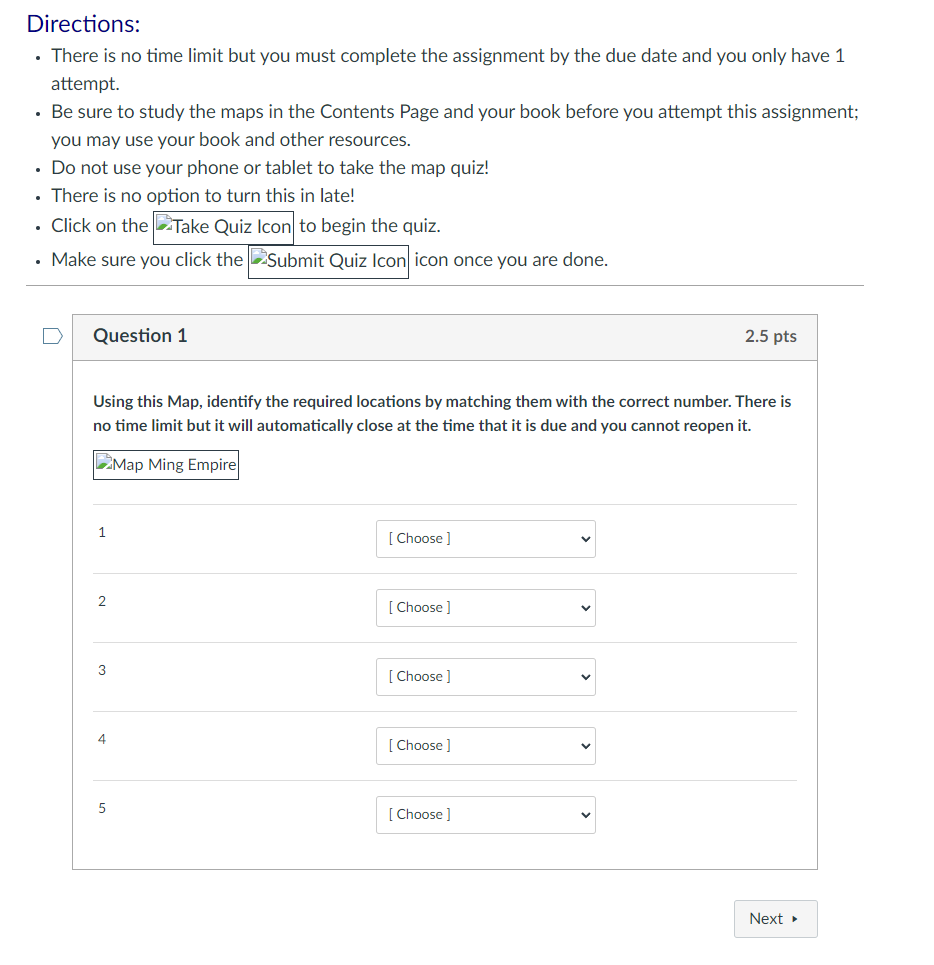 Directions:
• There is no time limit but you must complete the assignment by the due date and you only have 1
attempt.
• Be sure to study the maps in the Contents Page and your book before you attempt this assignment;
you may use your book and other resources.
• Do not use your phone or tablet to take the map quiz!
• There is no option to turn this in late!
• Click on the Take Quiz Icon to begin the quiz.
• Make sure you click the Submit Quiz Icon icon once you are done.
Question 1 2.5 pts
Using this Map, identify the required locations by matching them with the correct number. There is
no time limit but it will automatically close at the time that it is due and you cannot reopen it.
Map Ming Empire
1 [ Choose ]
2 [ Choose ]
3 [ Choose ]
4 [ Choose ]
5 [ Choose ]
Next ▸